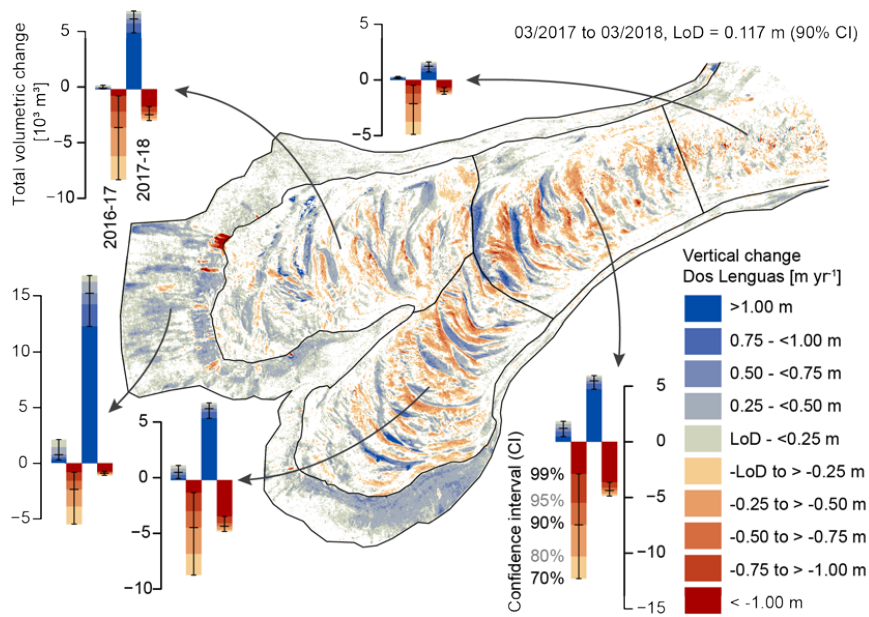 03/2017 to 03/2018, LoD = 0.117 m (90% CI)
Total volumetric change
[10³ m³]
5
0
−5
−10
2016-17
2017-18
5
0
−5
15
10
5
0
−5
5
0
−5
−10
Confidence interval (CI)
99%
95%
90%
80%
70%
5
0
−5
−10
−15
Vertical change
Dos Lenguas [m yr⁻¹]
>1.00 m
0.75 - <1.00 m
0.50 - <0.75 m
0.25 - <0.50 m
LoD - <0.25 m
-LoD to > -0.25 m
-0.25 to > -0.50 m
-0.50 to > -0.75 m
-0.75 to > -1.00 m
< -1.00 m